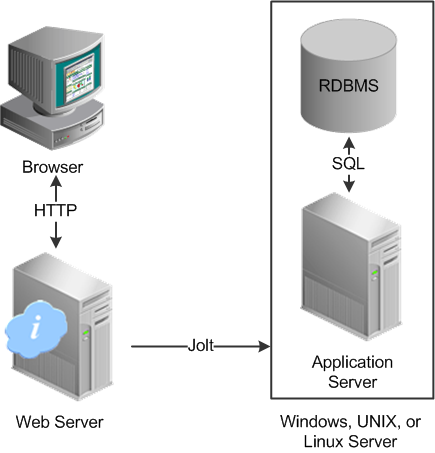 RDBMS
Browser
SQL
HTTP
i
Jolt
Application
Server
Web Server
Windows, UNIX, or
Linux Server